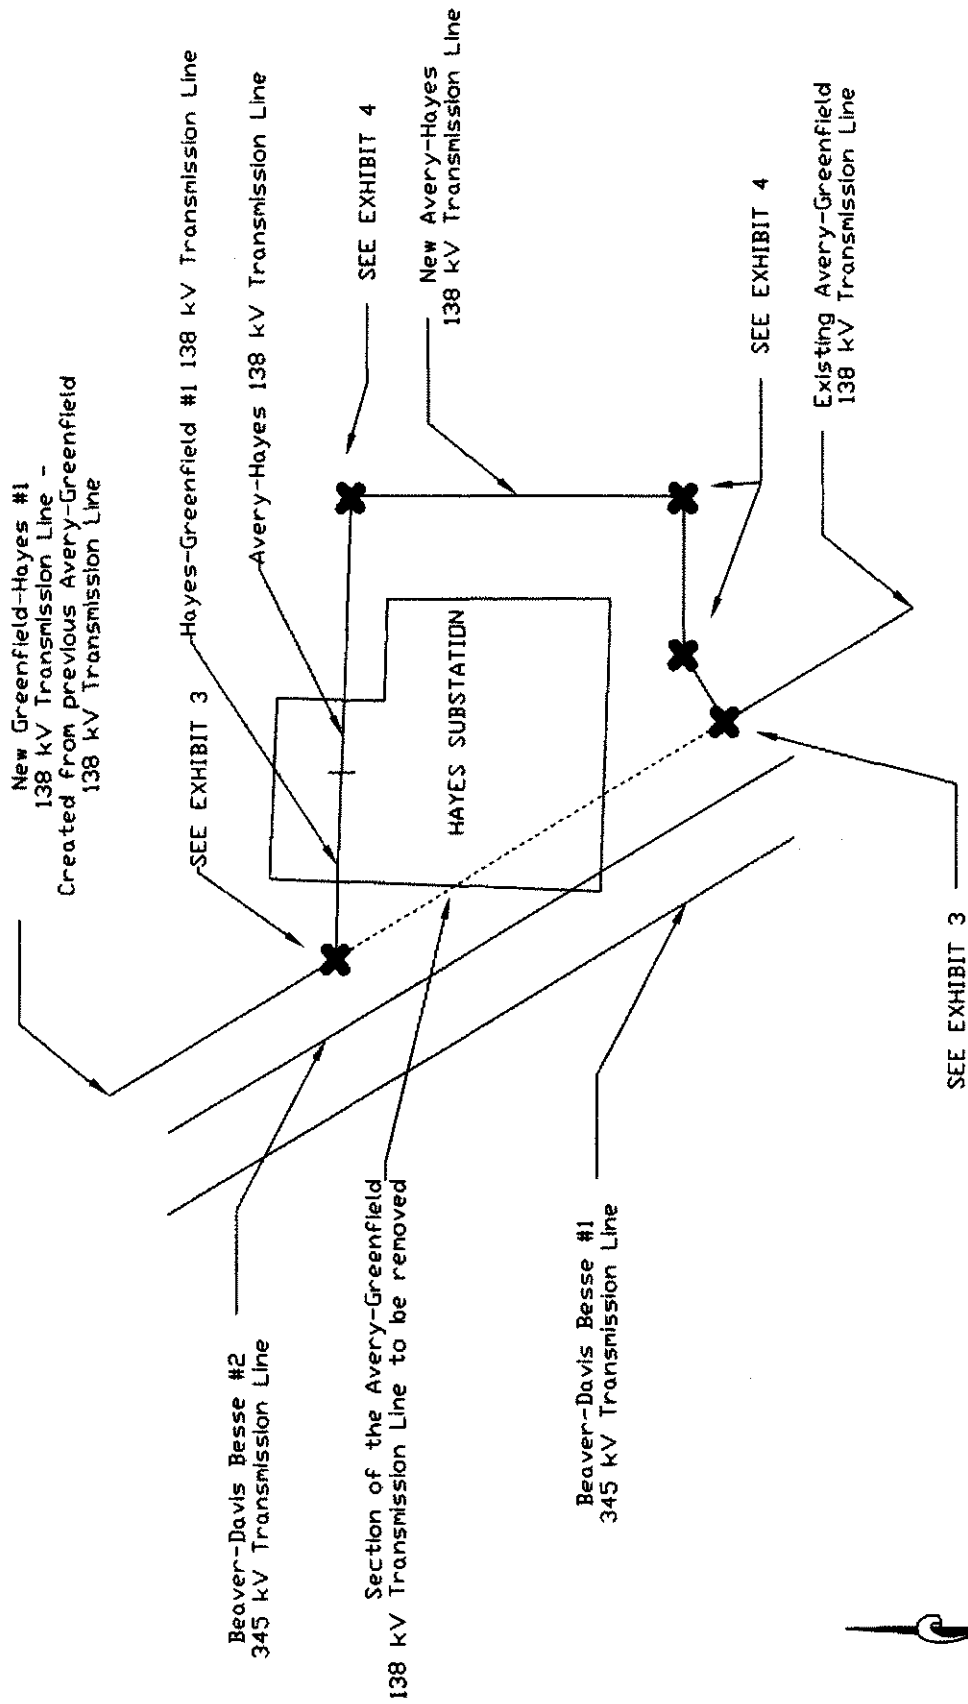 New Greenfield-Hayes #1
138 kV Transmission Line -
Created from previous Avery-Greenfield
138 kV Transmission Line
SEE EXHIBIT 3
Hayes-Greenfield #1 138 kV Transmission Line
Avery-Hayes 138 kV Transmission Line
SEE EXHIBIT 4
New Avery-Hayes
138 kV Transmission Line
HAYES SUBSTATION
SEE EXHIBIT 4
Existing Avery-Greenfield
138 kV Transmission Line
Beaver-Davis Besse #2
345 kV Transmission Line
Section of the Avery-Greenfield
138 kV Transmission Line to be removed
Beaver-Davis Besse #1
345 kV Transmission Line
SEE EXHIBIT 3